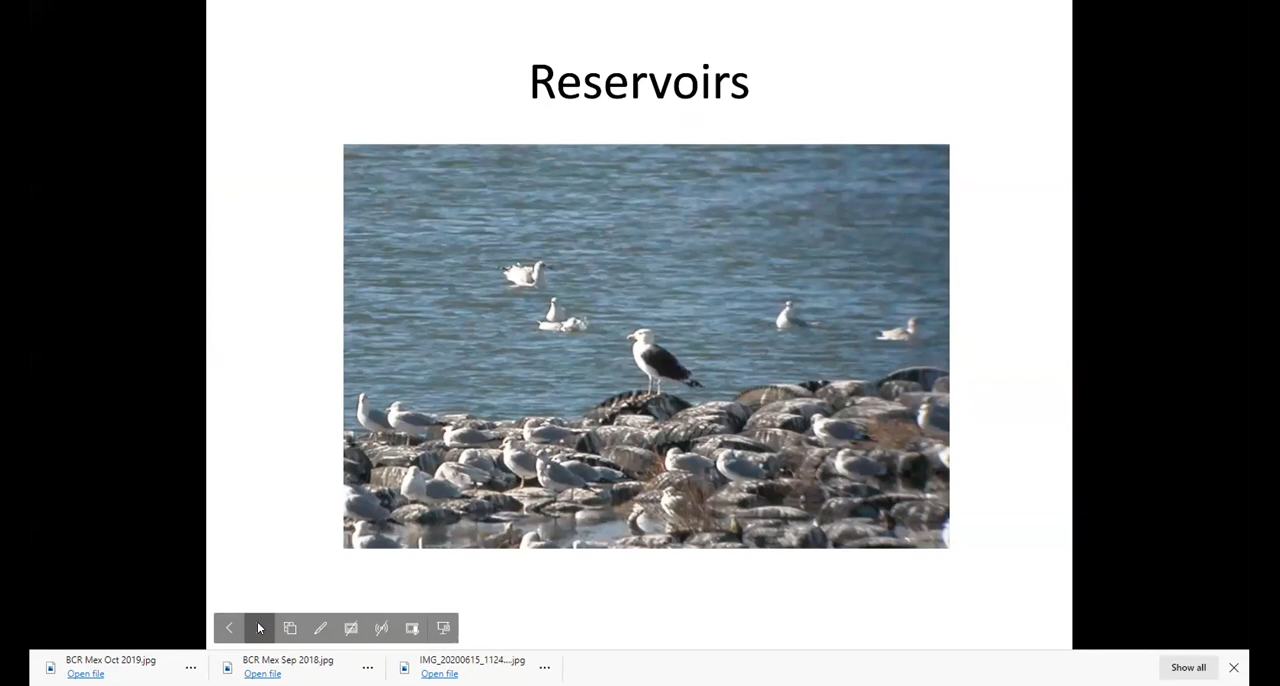 Reservoirs
BCR Mex Oct 2019.jpg
Open file
BCR Mex Sep 2018.jpg
Open file
IMG_20200615_1124....jpg
Open file
Show all